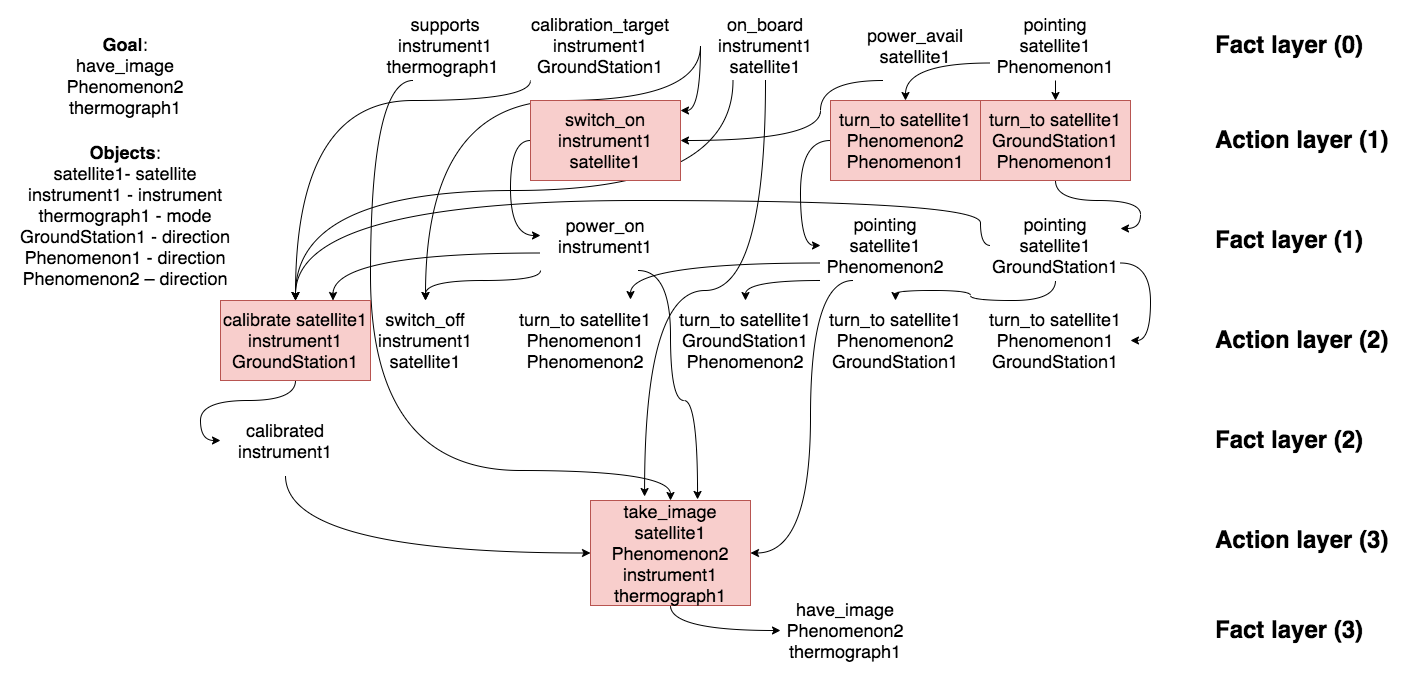 Goal:
have_image
Phenomenon2
thermograph1
Objects:
satellite1- satellite
instrument1 - instrument
thermograph1 - mode
GroundStation1 - direction
Phenomenon1 - direction
Phenomenon2 – direction
supports
instrument1
thermograph1
calibration_target
instrument1
GroundStation1
on_board
instrument1
satellite1
power_avail
satellite1
pointing
satellite1
Phenomenon1
Fact layer (0)
switch_on
instrument1
satellite1
turn_to satellite1
Phenomenon2
Phenomenon1
turn_to satellite1
GroundStation1
Phenomenon1
Action layer (1)
power_on
instrument1
pointing
satellite1
Phenomenon2
pointing
satellite1
GroundStation1
Fact layer (1)
calibrate satellite1
instrument1
GroundStation1
switch_off
instrument1
satellite1
turn_to satellite1
Phenomenon1
Phenomenon2
turn_to satellite1
GroundStation1
Phenomenon2
turn_to satellite1
Phenomenon2
GroundStation1
turn_to satellite1
Phenomenon1
GroundStation1
Action layer (2)
calibrated
instrument1
Fact layer (2)
take_image
satellite1
Phenomenon2
instrument1
thermograph1
Action layer (3)
have_image
Phenomenon2
thermograph1
Fact layer (3)